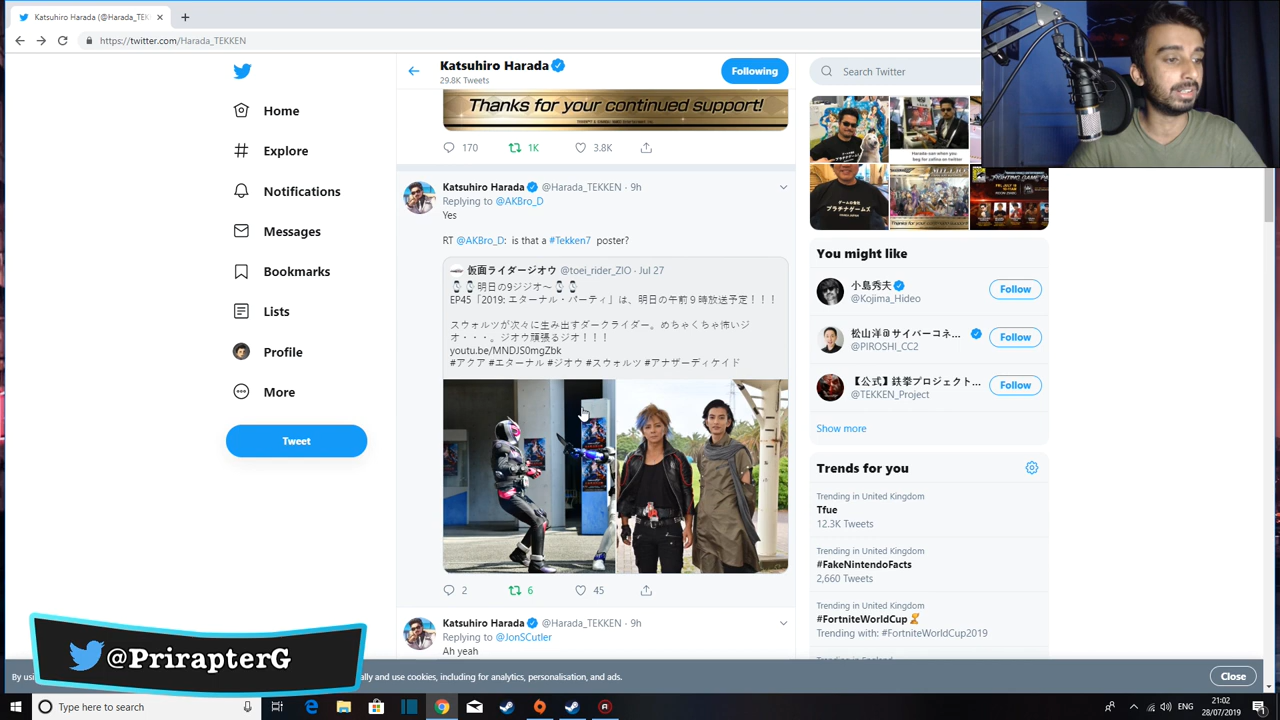 Katsuhiro Harada (@Harada_TEK
https://twitter.com/Harada_TEKKEN
Home
Explore
Notifications
Messages
Bookmarks
Lists
Profile
More
Tweet
Katsuhiro Harada
29.8K Tweets
Following
Thanks for your continued support!
170
1K
3.8K
Katsuhiro Harada @Harada_TEKKEN · 9h
Replying to @AKBro_D
Yes
RT @AKBro_D: is that a #Tekken7 poster?
仮面ライダージオウ @toei_rider_ZIO · Jul 27
明日の9ジジオ〜
EP45「2019: エターナル・パーティ」は、明日の午前９時放送予定！！！
スウォルツが次々に生み出すダークライダー。めちゃくちゃ怖いジ
オ・・・。ジオウ頑張るジオ！！！
youtu.be/MNDJS0mgZbk
#アクア #エターナル #ジオウ #スウォルツ #アナザーディケイド
2
6
45
Katsuhiro Harada @Harada_TEKKEN · 9h
Replying to @JonSCutler
Ah yeah
Search Twitter
You might like
小島秀夫
@Kojima_Hideo
Follow
松山洋@サイバーコネ...
@PIROSHI_CC2
Follow
【公式】鉄拳プロジェクト...
@TEKKEN_Project
Follow
Show more
Trends for you
Trending in United Kingdom
Tfue
12.3K Tweets
Trending in United Kingdom
#FakeNintendoFacts
2,660 Tweets
Trending in United Kingdom
#FortniteWorldCup
Trending with: #FortniteWorldCup2019
@PrirapterG
By us
ally and use cookies, including for analytics, personalisation, and ads.
Close
Type here to search
ENG
21:02
28/07/2019